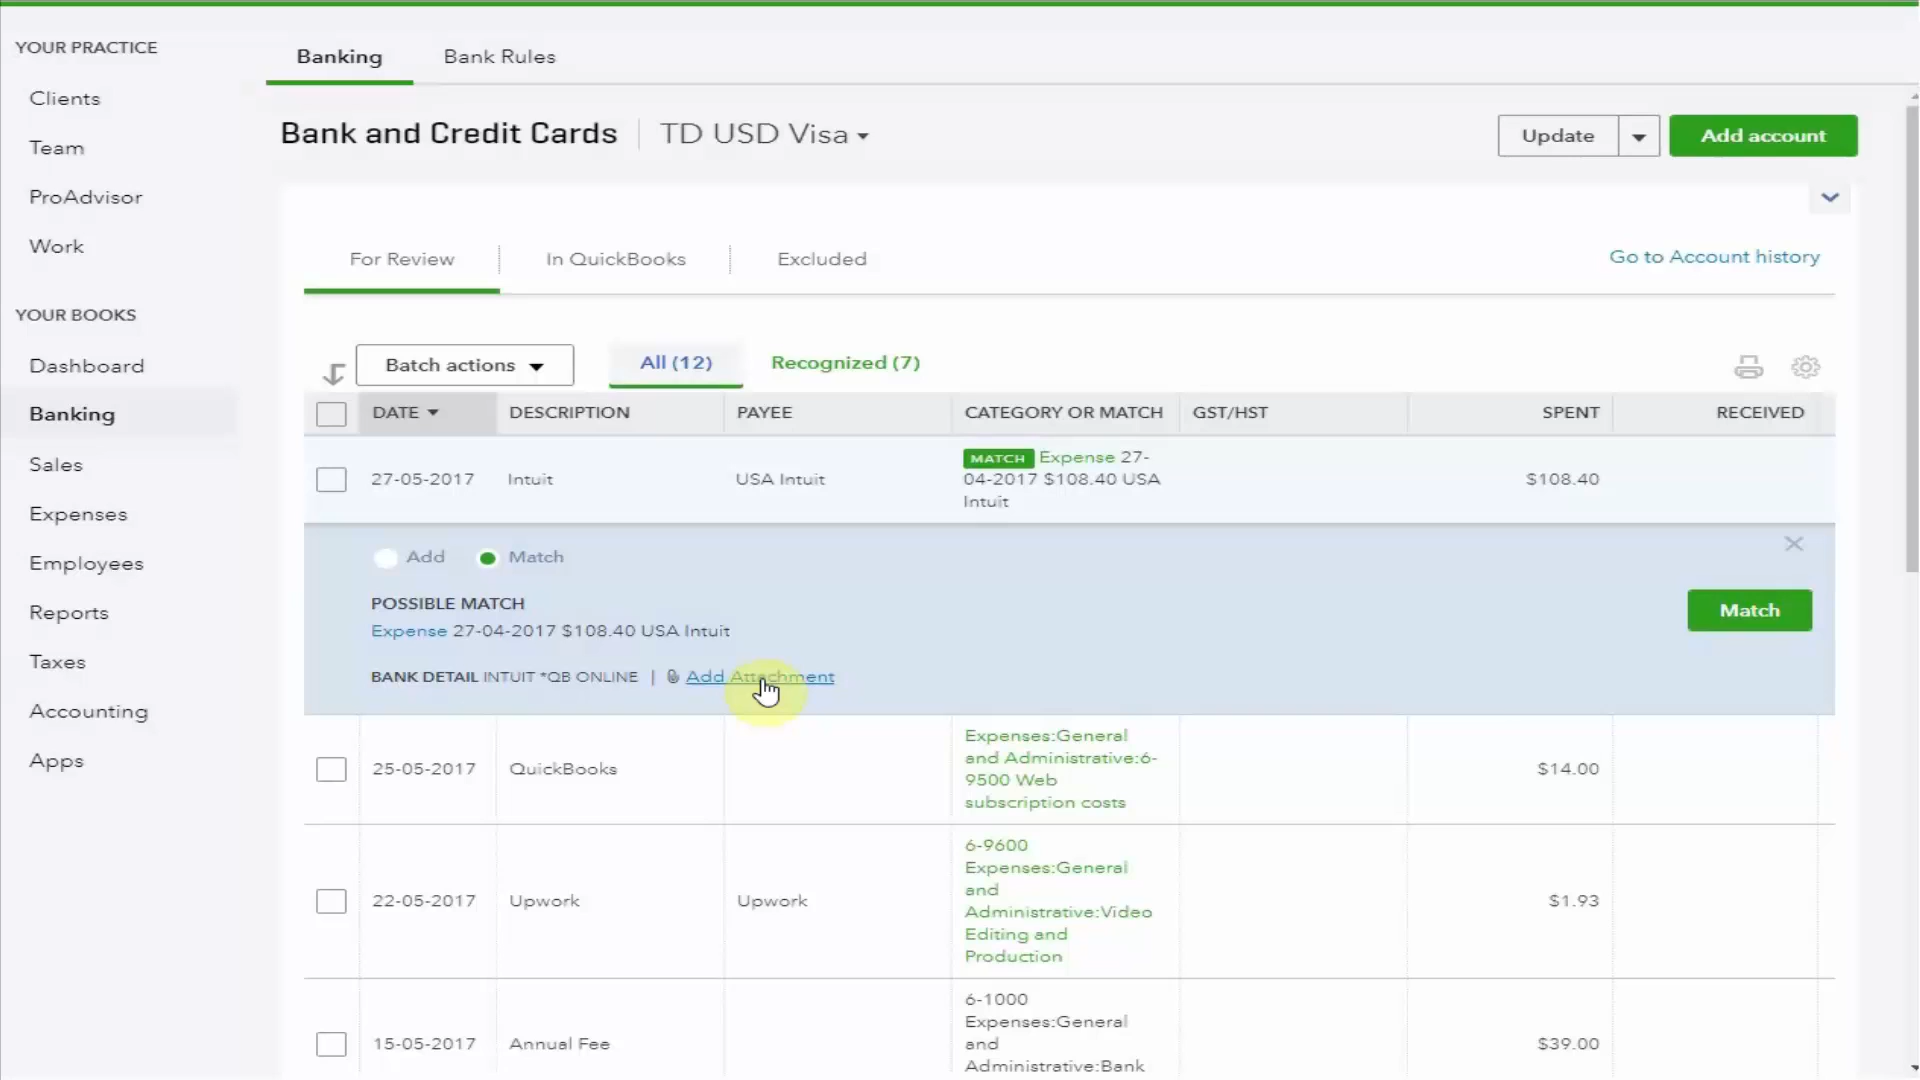 YOUR PRACTICE
Clients
Team
ProAdvisor
Work
YOUR BOOKS
Dashboard
Banking
Sales
Expenses
Employees
Reports
Taxes
Accounting
Apps
Banking
Bank Rules
Bank and Credit Cards
TD USD Visa
Update
Add account
For Review
In QuickBooks
Excluded
Go to Account history
Batch actions
All (12)
Recognized (7)
DATE
DESCRIPTION
PAYEE
CATEGORY OR MATCH
GST/HST
SPENT
RECEIVED
27-05-2017
Intuit
USA Intuit
MATCH Expense 27-
04-2017 $108.40 USA
Intuit
$108.40
Add
Match
POSSIBLE MATCH
Expense 27-04-2017 $108.40 USA Intuit
Match
BANK DETAIL INTUIT *QB ONLINE | Add Attachment
25-05-2017
QuickBooks
Expenses:General
and Administrative:6-
9500 Web
subscription costs
$14.00
22-05-2017
Upwork
Upwork
6-9600
Expenses:General
and
Administrative:Video
Editing and
Production
$1.93
15-05-2017
Annual Fee
6-1000
Expenses:General
and
Administrative:Bank
$39.00